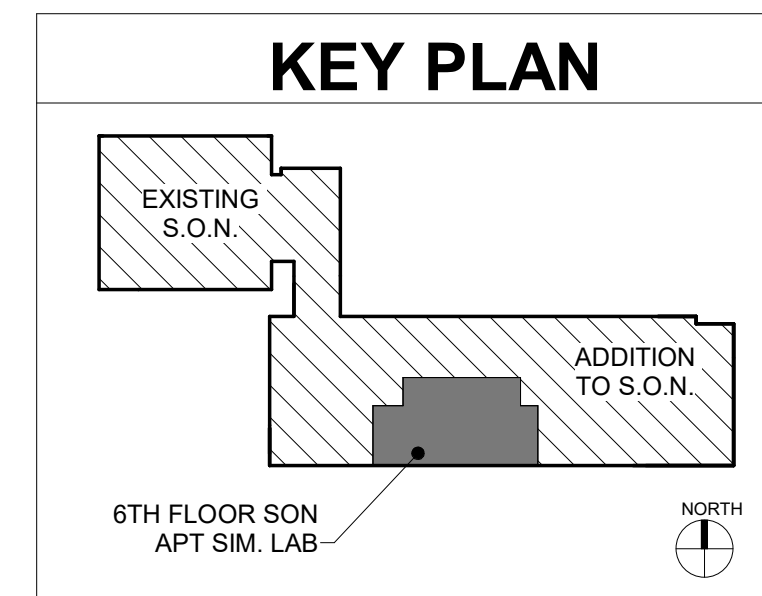 KEY PLAN
EXISTING
S.O.N.
ADDITION
TO S.O.N.
6TH FLOOR SON
APT SIM. LAB
NORTH